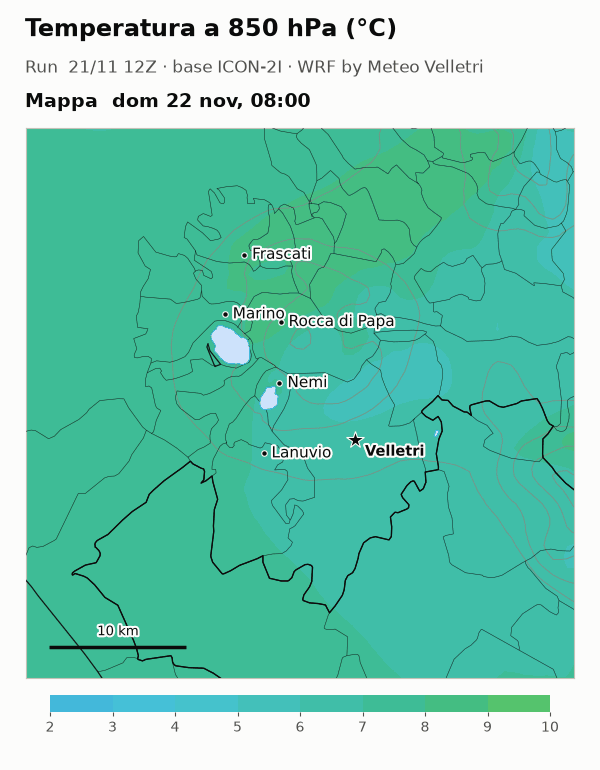 Temperatura a 850 hPa (°C)
Run 21/11 12Z · base ICON-2I · WRF by Meteo Velletri
Mappa dom 22 nov, 08:00
Frascati
Marino
Rocca di Papa
Nemi
Velletri
Lanuvio
10 km
2 3 4 5 6 7 8 9 10